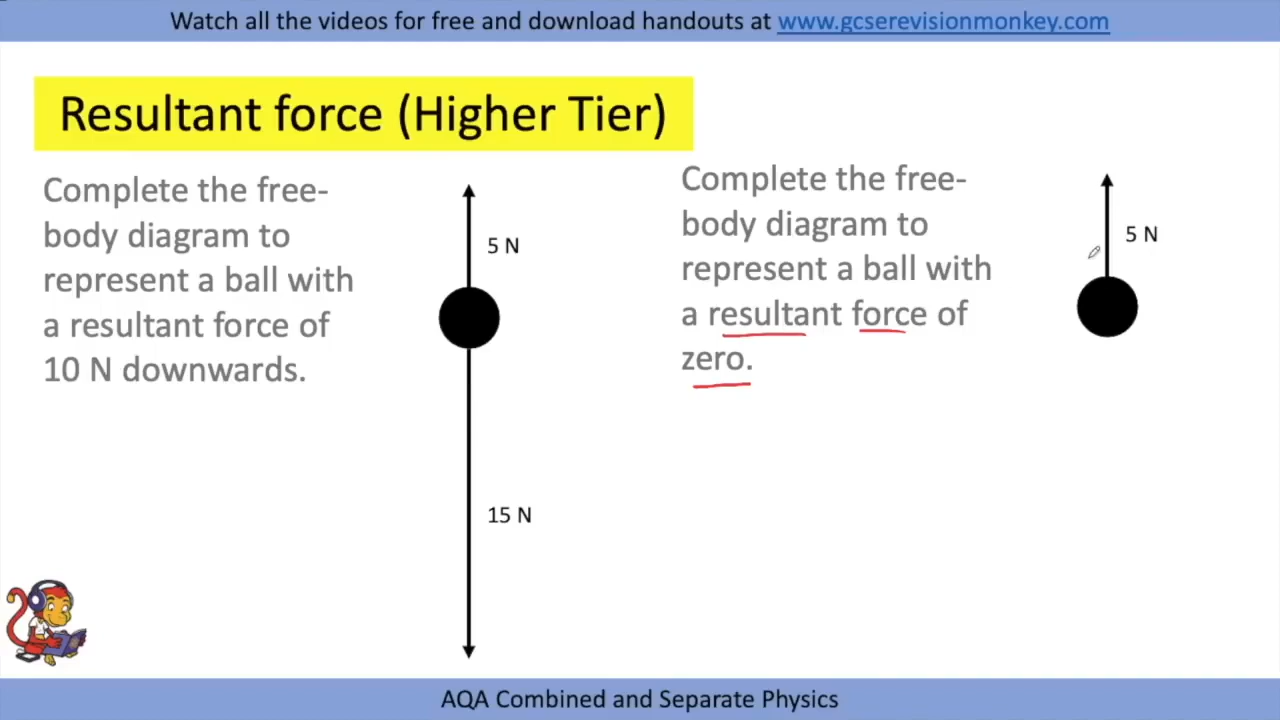 Watch all the videos for free and download handouts at www.gcserevisionmonkey.com
Resultant force (Higher Tier)
Complete the free-
body diagram to
represent a ball with
a resultant force of
10 N downwards.
5 N
15 N
Complete the free-
body diagram to
represent a ball with
a resultant force of
zero.
5 N
AQA Combined and Separate Physics